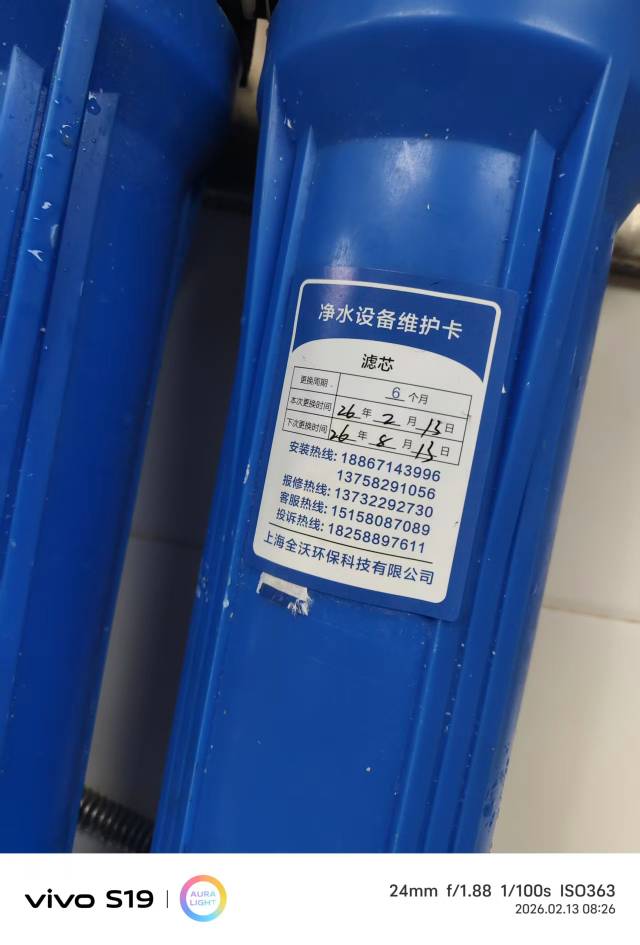 净水设备维护卡
滤芯
更换周期 6 个月
本次更换时间 26 年 2 月 13 日
下次更换时间 26 年 8 月 13 日
安装热线: 18867143996
13758291056
报修热线: 13732292730
客服热线: 15158087089
投诉热线: 18258897611
上海全沃环保科技有限公司
vivo S19 AURA LIGHT 24mm f/1.88 1/100s ISO363
2026.02.13 08:26